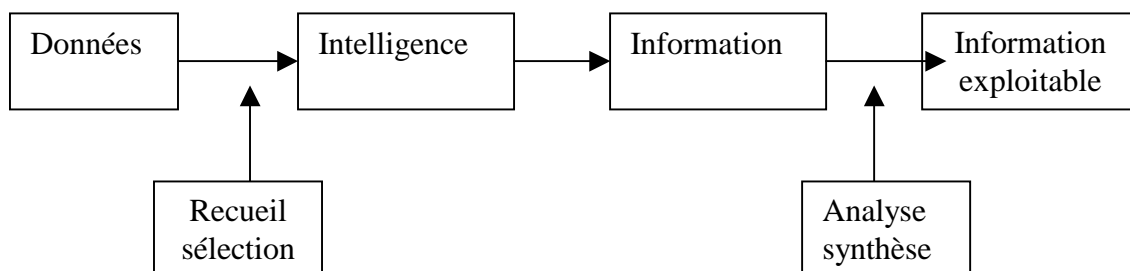 Données
Intelligence
Information
Information
exploitable
Recueil
sélection
Analyse
synthèse